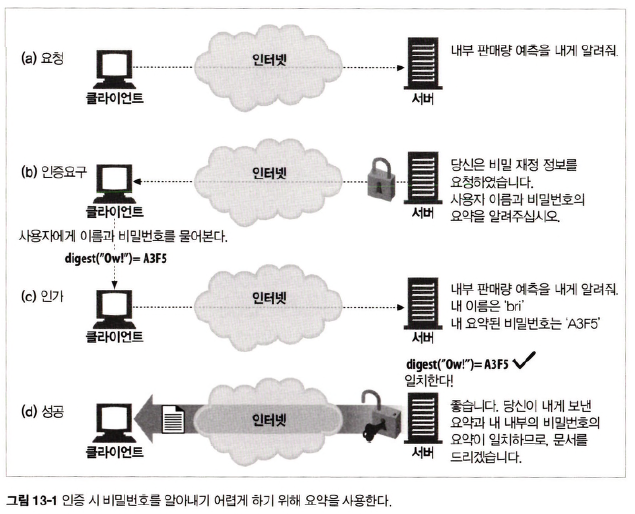 (a) 요청
인터넷
내부 판매량 예측을 내게 알려줘.
클라이언트
서버
(b) 인증요구
인터넷
당신은 비밀 재정 정보를
요청하였습니다.
사용자 이름과 비밀번호의
요약을 알려주십시오.
클라이언트
서버
사용자에게 이름과 비밀번호를 물어본다.
digest("Ow!")= A3F5
(c) 인가
인터넷
내부 판매량 예측을 내게 알려줘.
내 이름은 'bri'
내 요약된 비밀번호는 'A3F5'
클라이언트
서버
digest("Ow!")= A3F5 ✓
일치한다!
(d) 성공
인터넷
좋습니다. 당신이 내게 보낸
요약과 내 내부의 비밀번호의
요약이 일치하므로, 문서를
드리겠습니다.
클라이언트
서버
그림 13-1 인증 시 비밀번호를 알아내기 어렵게 하기 위해 요약을 사용한다.